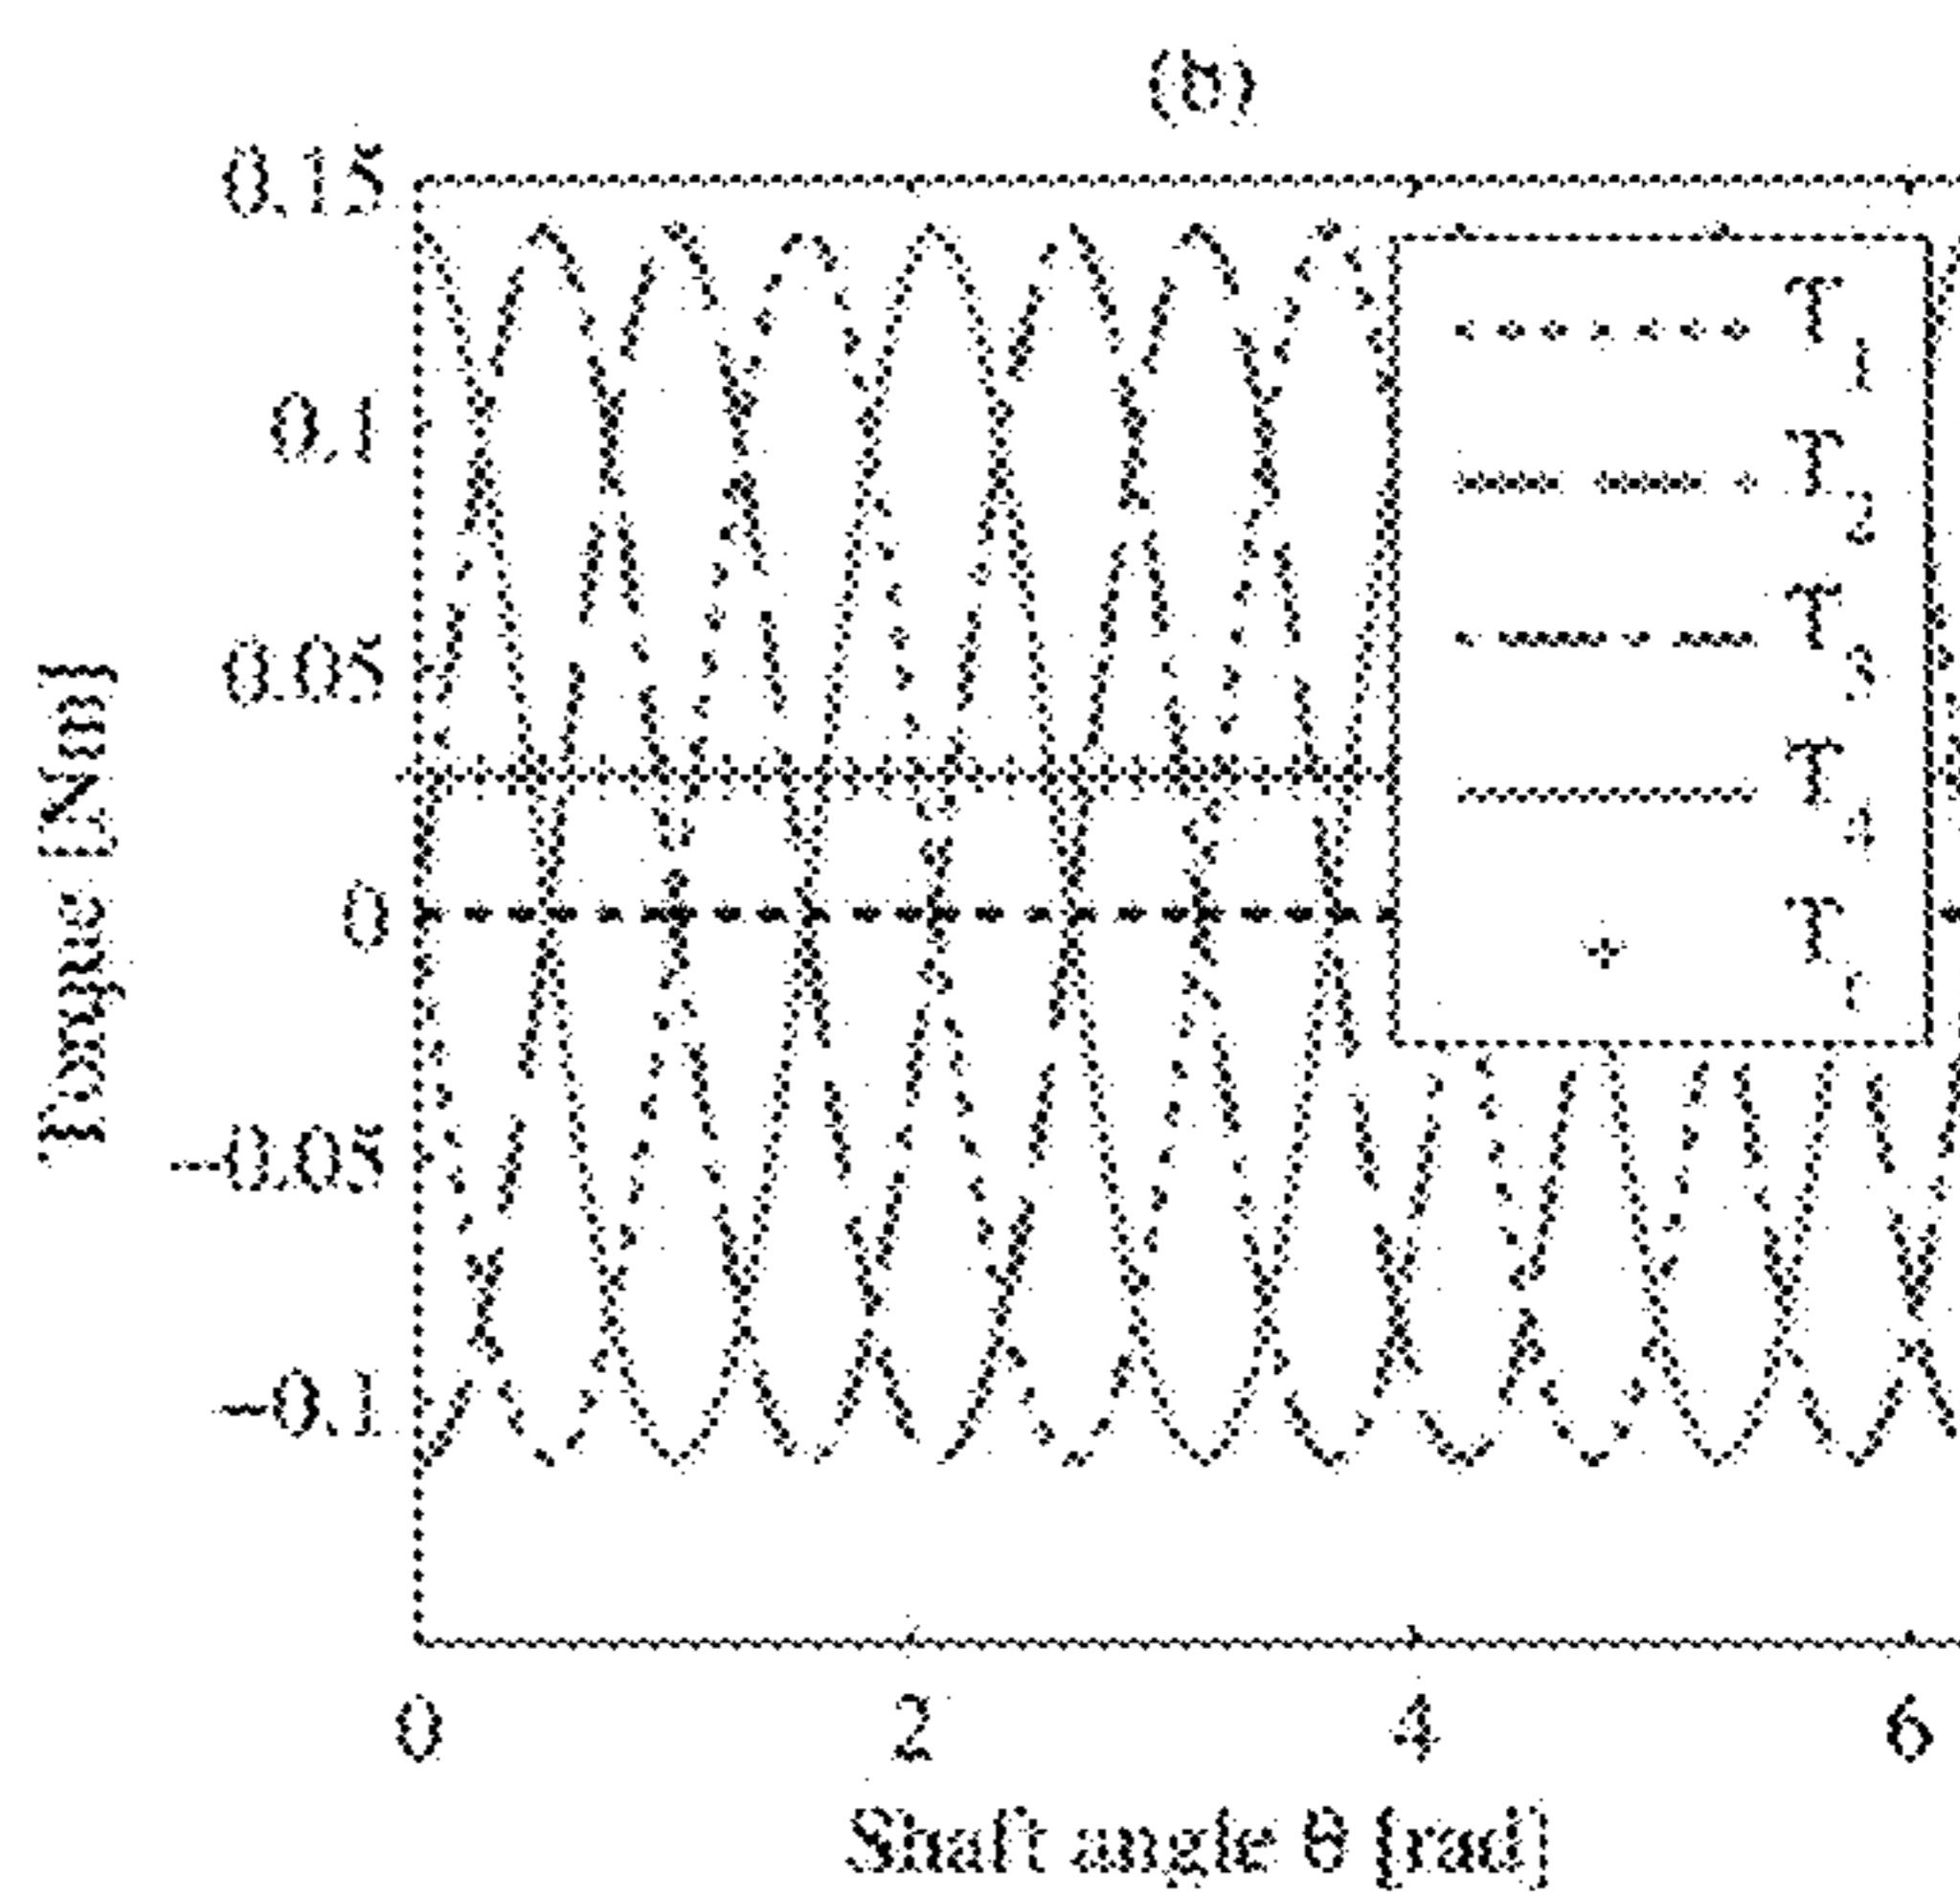 (b)
0.15
0.1
0.05
0
-0.05
-0.1
Torque [Nm]
T1
T2
T3
T4
T
0 2 4 6
Shaft angle θ [rad]